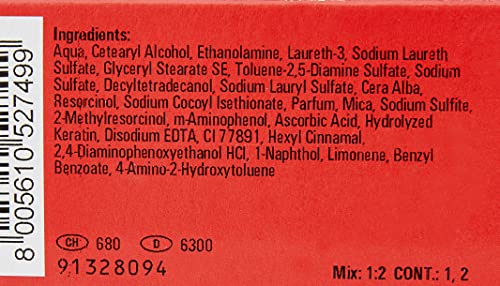 Ingredients:
Aqua, Cetearyl Alcohol, Ethanolamine, Laureth-3, Sodium Laureth
Sulfate, Glyceryl Stearate SE, Toluene-2,5-Diamine Sulfate, Sodium
Sulfate, Decyltetradecanol, Sodium Lauryl Sulfate, Cera Alba,
Resorcinol, Sodium Cocoyl Isethionate, Parfum, Mica, Sodium Sulfite,
2-Methylresorcinol, m-Aminophenol, Ascorbic Acid, Hydrolyzed
Keratin, Disodium EDTA, CI 77891, Hexyl Cinnamal,
2,4-Diaminophenoxyethanol HCl, 1-Naphthol, Limonene, Benzyl
Benzoate, 4-Amino-2-Hydroxytoluene
CH 680 D 6300
91328094
Mix: 1:2 CONT.: 1, 2
8 005610 527499